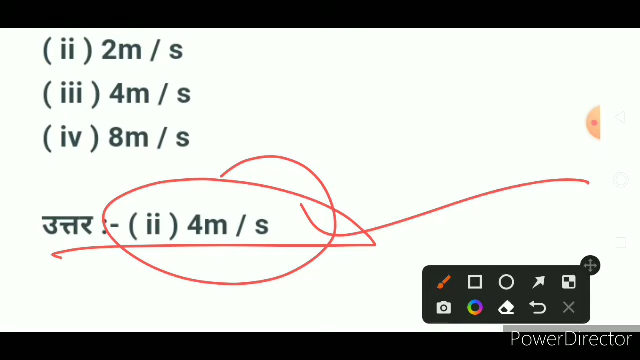 ( ii ) 2m / s
( iii ) 4m / s
( iv ) 8m / s
उत्तर :- ( ii ) 4m / s
PowerDirector